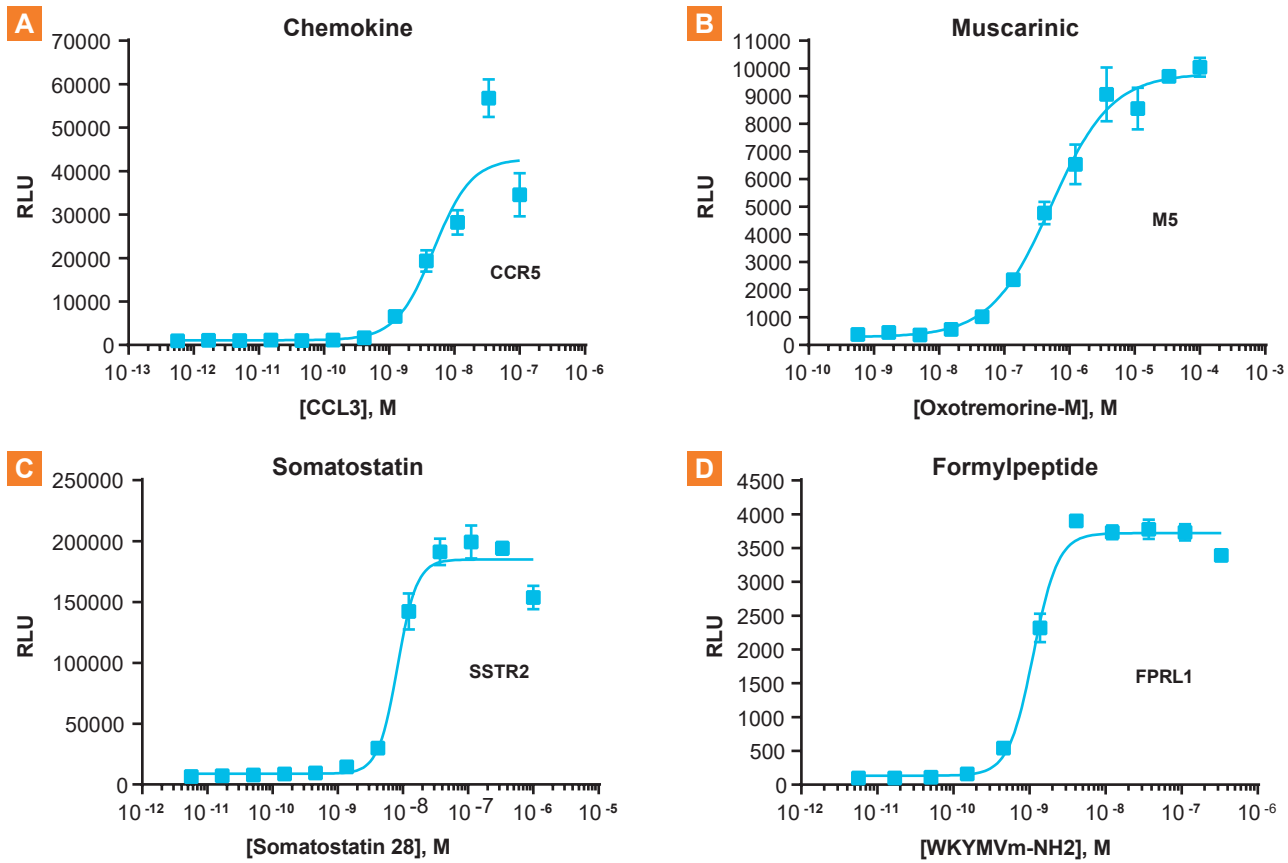 A
Chemokine
70000
60000
50000
40000
30000
20000
10000
0
RLU
CCR5
10-13 10-12 10-11 10-10 10-9 10-8 10-7 10-6
[CCL3], M
B
Muscarinic
11000
10000
9000
8000
7000
6000
5000
4000
3000
2000
1000
0
RLU
M5
10-10 10-9 10-8 10-7 10-6 10-5 10-4 10-3
[Oxotremorine-M], M
C
Somatostatin
250000
200000
150000
100000
50000
0
RLU
SSTR2
10-12 10-11 10-10 10-9 10-8 10-7 10-6 10-5
[Somatostatin 28], M
D
Formylpeptide
4500
4000
3500
3000
2500
2000
1500
1000
500
0
RLU
FPRL1
10-12 10-11 10-10 10-9 10-8 10-7 10-6
[WKYMVm-NH2], M